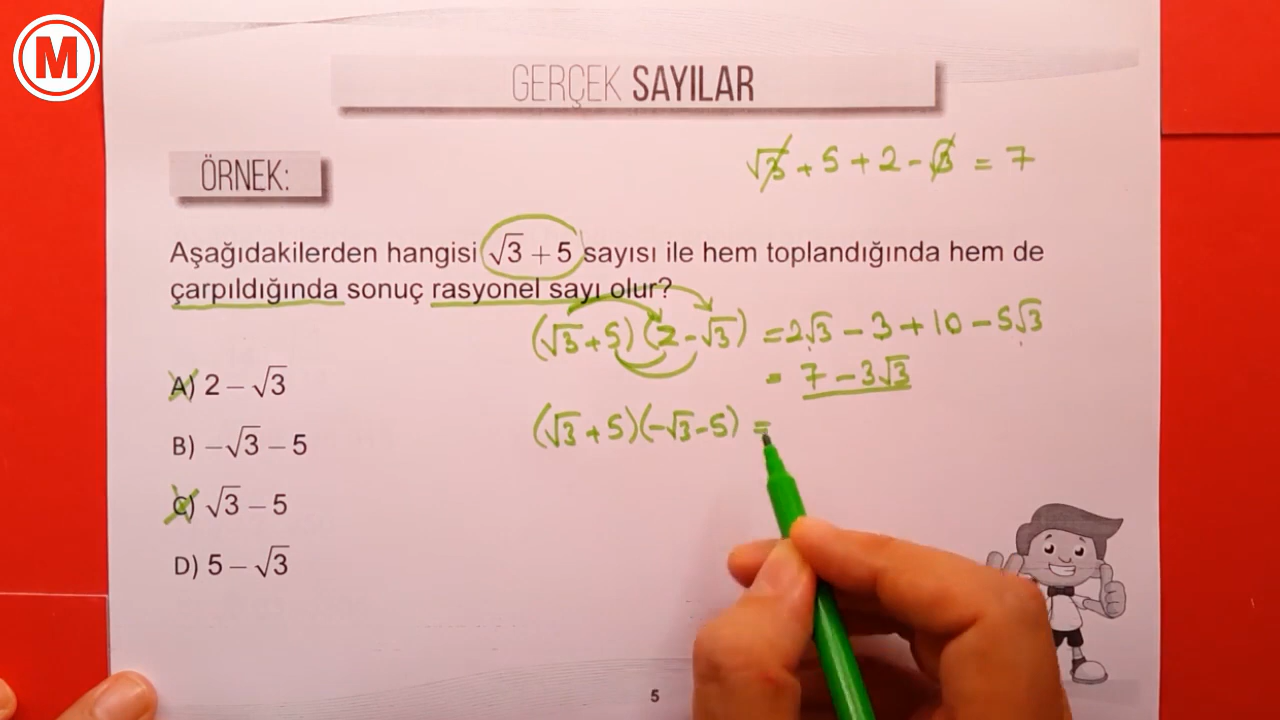 M
GERÇEK SAYILAR
√3 + 5 + 2 - √3 = 7
ÖRNEK:
Aşağıdakilerden hangisi √3 + 5 sayısı ile hem toplandığında hem de
çarpıldığında sonuç rasyonel sayı olur?
(√3 + 5) (2 - √3) = 2√3 - 3 + 10 - 5√3
= 7 - 3√3
A) 2 – √3
(√3 + 5)(-√3 - 5) =
B) –√3 – 5
C) √3 – 5
D) 5 – √3
5